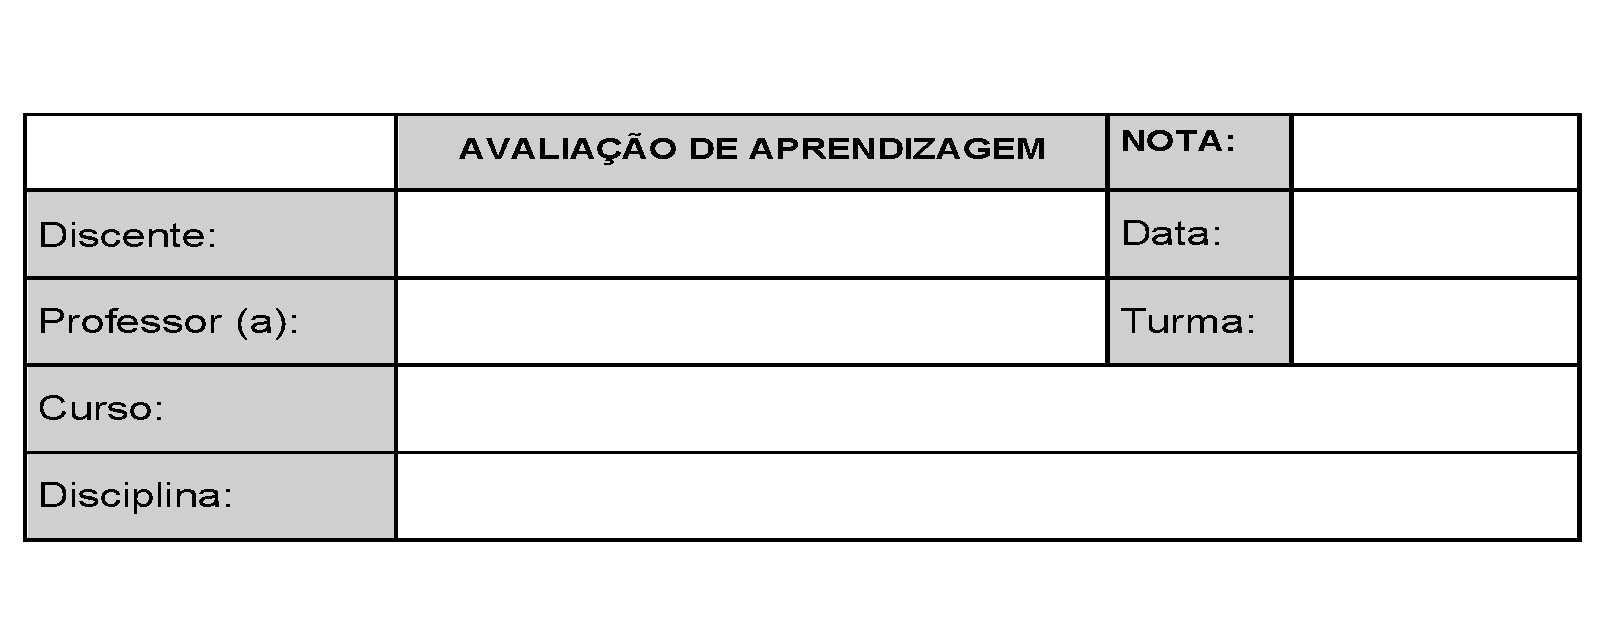 AVALIAÇÃO DE APRENDIZAGEM
NOTA:
Discente:
Data:
Professor (a):
Turma:
Curso:
Disciplina: